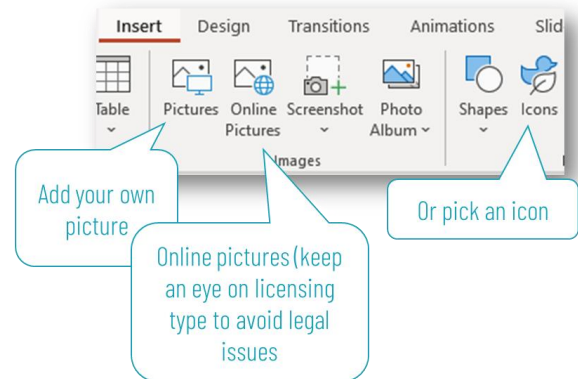 Insert Design Transitions Animations Slid
Table Pictures Online Screenshot Photo Shapes Icons
Pictures Album
Images
Add your own
picture
Or pick an icon
Online pictures (keep
an eye on licensing
type to avoid legal
issues